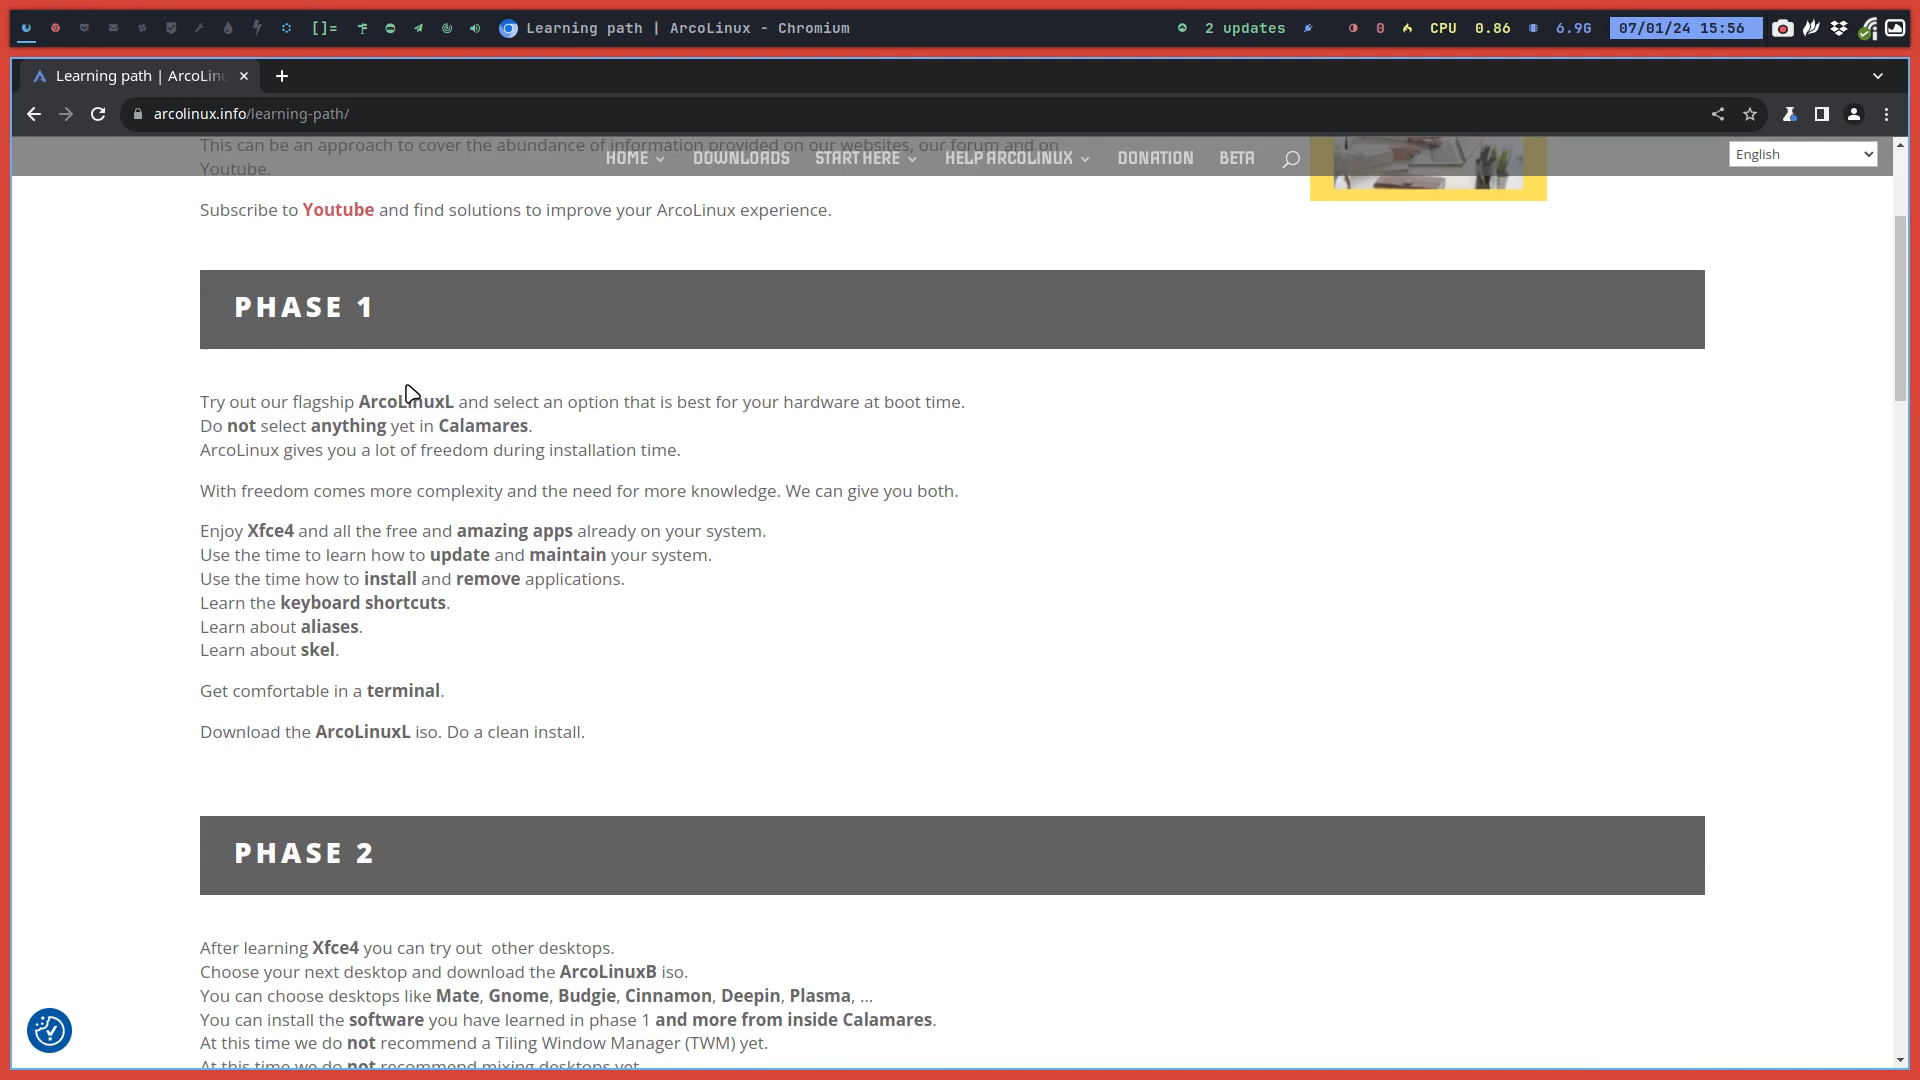 []= Learning path | ArcoLinux - Chromium 2 updates 0 CPU 0.86 6.9G 07/01/24 15:56
Learning path | ArcoLin
arcolinux.info/learning-path/
This can be an approach to cover the abundance of information provided on our websites, our forum and on
HOME DOWNLOADS START HERE HELP ARCOLINUX DONATION BETA English
Youtube.
Subscribe to Youtube and find solutions to improve your ArcoLinux experience.
PHASE 1
Try out our flagship ArcoLinuxL and select an option that is best for your hardware at boot time.
Do not select anything yet in Calamares.
ArcoLinux gives you a lot of freedom during installation time.
With freedom comes more complexity and the need for more knowledge. We can give you both.
Enjoy Xfce4 and all the free and amazing apps already on your system.
Use the time to learn how to update and maintain your system.
Use the time how to install and remove applications.
Learn the keyboard shortcuts.
Learn about aliases.
Learn about skel.
Get comfortable in a terminal.
Download the ArcoLinuxL iso. Do a clean install.
PHASE 2
After learning Xfce4 you can try out other desktops.
Choose your next desktop and download the ArcoLinuxB iso.
You can choose desktops like Mate, Gnome, Budgie, Cinnamon, Deepin, Plasma, ...
You can install the software you have learned in phase 1 and more from inside Calamares.
At this time we do not recommend a Tiling Window Manager (TWM) yet.
At this time we do not recommend mixing desktops yet